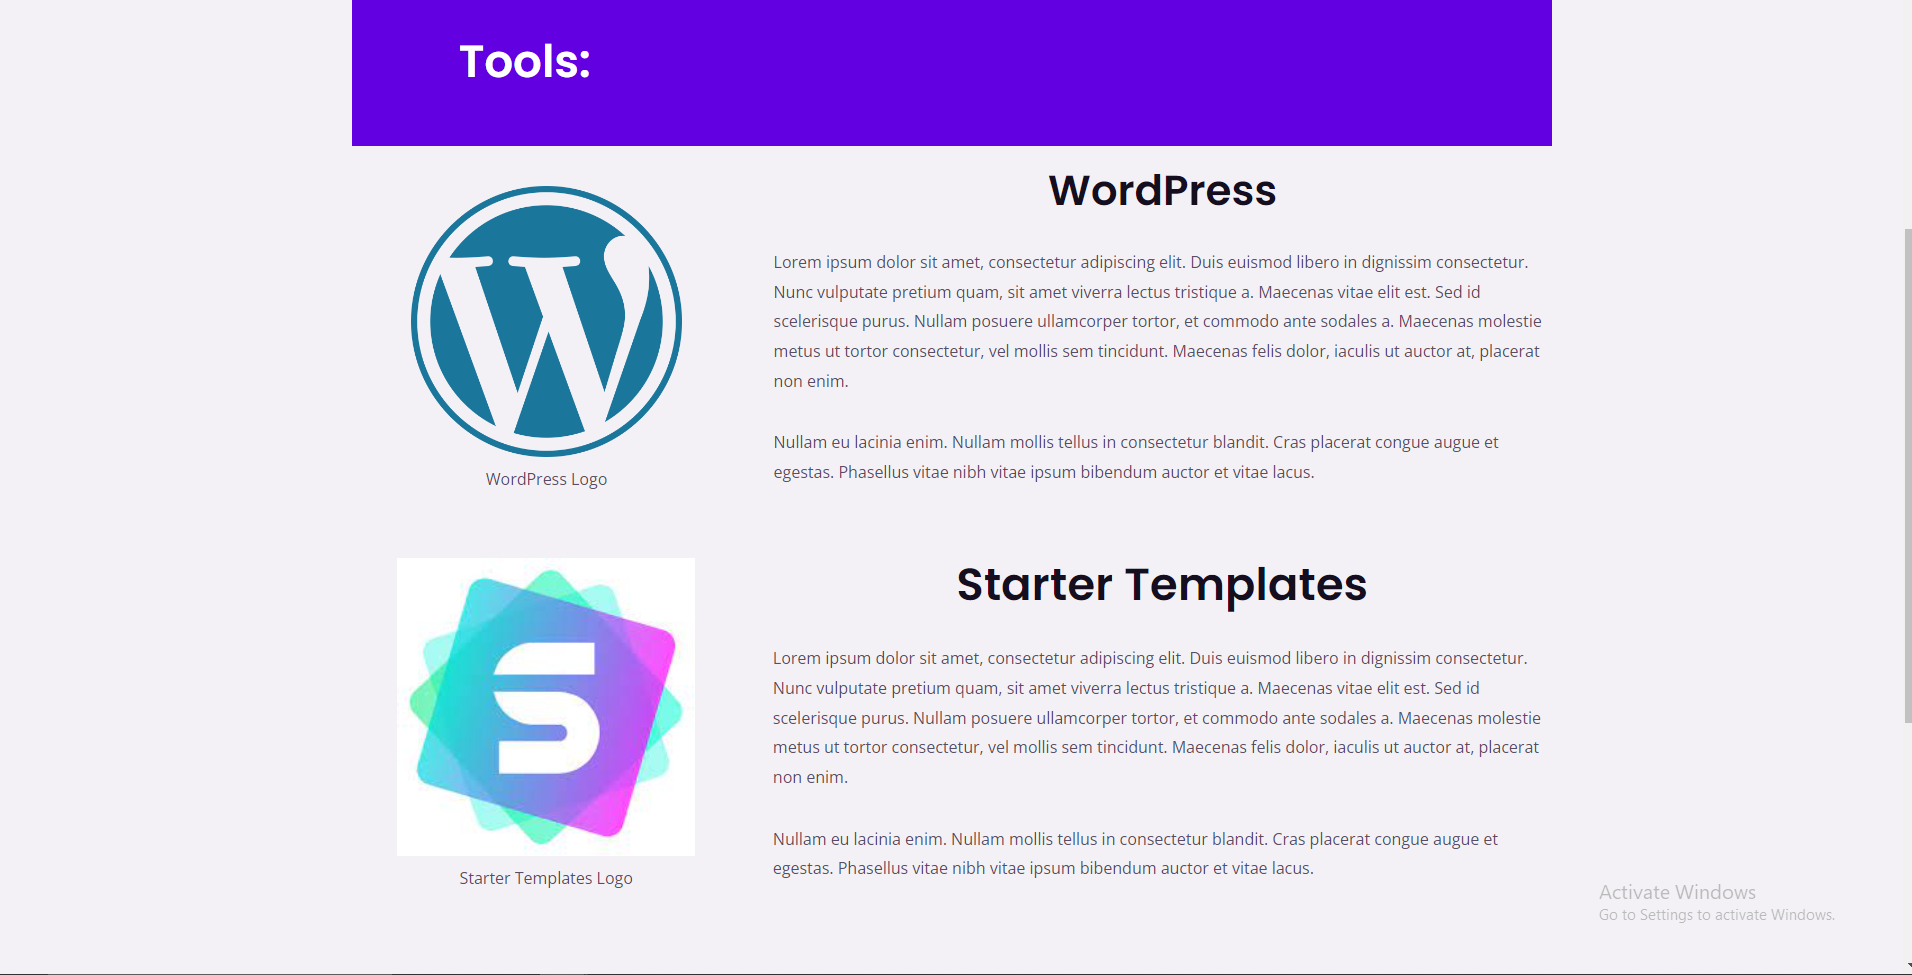 Tools:
WordPress
Lorem ipsum dolor sit amet, consectetur adipiscing elit. Duis euismod libero in dignissim consectetur.
Nunc vulputate pretium quam, sit amet viverra lectus tristique a. Maecenas vitae elit est. Sed id
scelerisque purus. Nullam posuere ullamcorper tortor, et commodo ante sodales a. Maecenas molestie
metus ut tortor consectetur, vel mollis sem tincidunt. Maecenas felis dolor, iaculis ut auctor at, placerat
non enim.
Nullam eu lacinia enim. Nullam mollis tellus in consectetur blandit. Cras placerat congue augue et
egestas. Phasellus vitae nibh vitae ipsum bibendum auctor et vitae lacus.
WordPress Logo
Starter Templates
Lorem ipsum dolor sit amet, consectetur adipiscing elit. Duis euismod libero in dignissim consectetur.
Nunc vulputate pretium quam, sit amet viverra lectus tristique a. Maecenas vitae elit est. Sed id
scelerisque purus. Nullam posuere ullamcorper tortor, et commodo ante sodales a. Maecenas molestie
metus ut tortor consectetur, vel mollis sem tincidunt. Maecenas felis dolor, iaculis ut auctor at, placerat
non enim.
Nullam eu lacinia enim. Nullam mollis tellus in consectetur blandit. Cras placerat congue augue et
egestas. Phasellus vitae nibh vitae ipsum bibendum auctor et vitae lacus.
Starter Templates Logo
Activate Windows
Go to Settings to activate Windows.